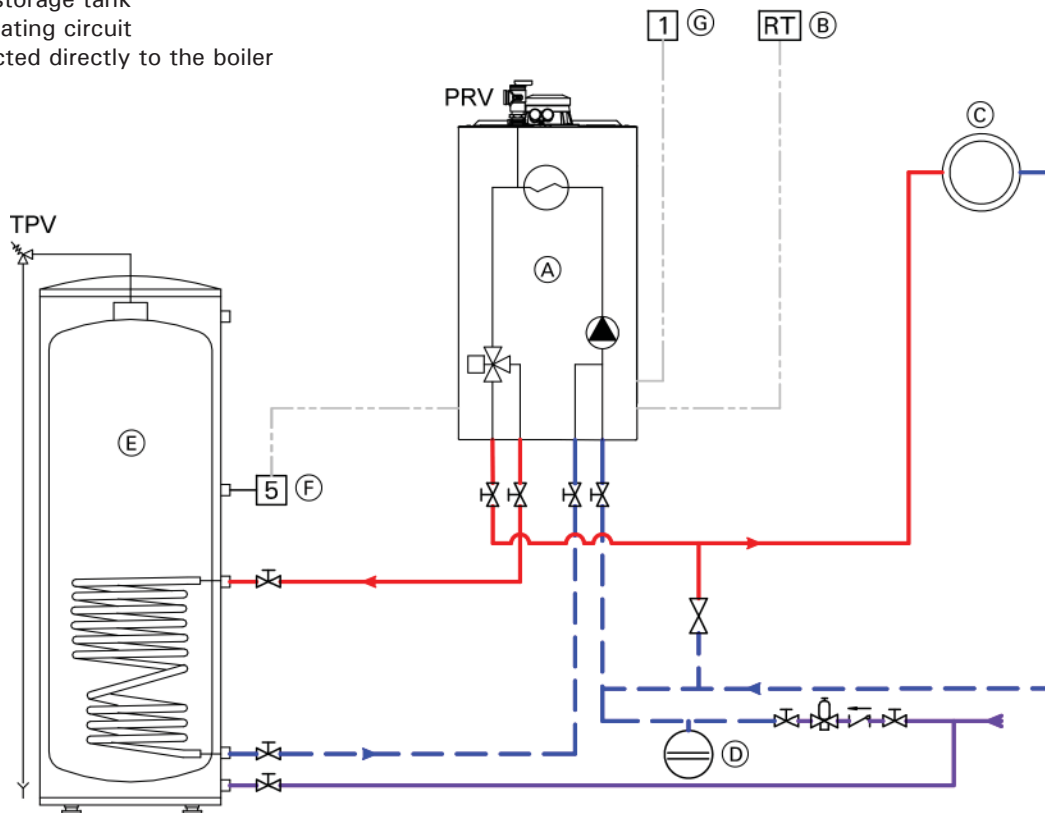 storage tank
ating circuit
cted directly to the boiler
1 G RT B
PRV
C
TPV
A
E
5 F
D